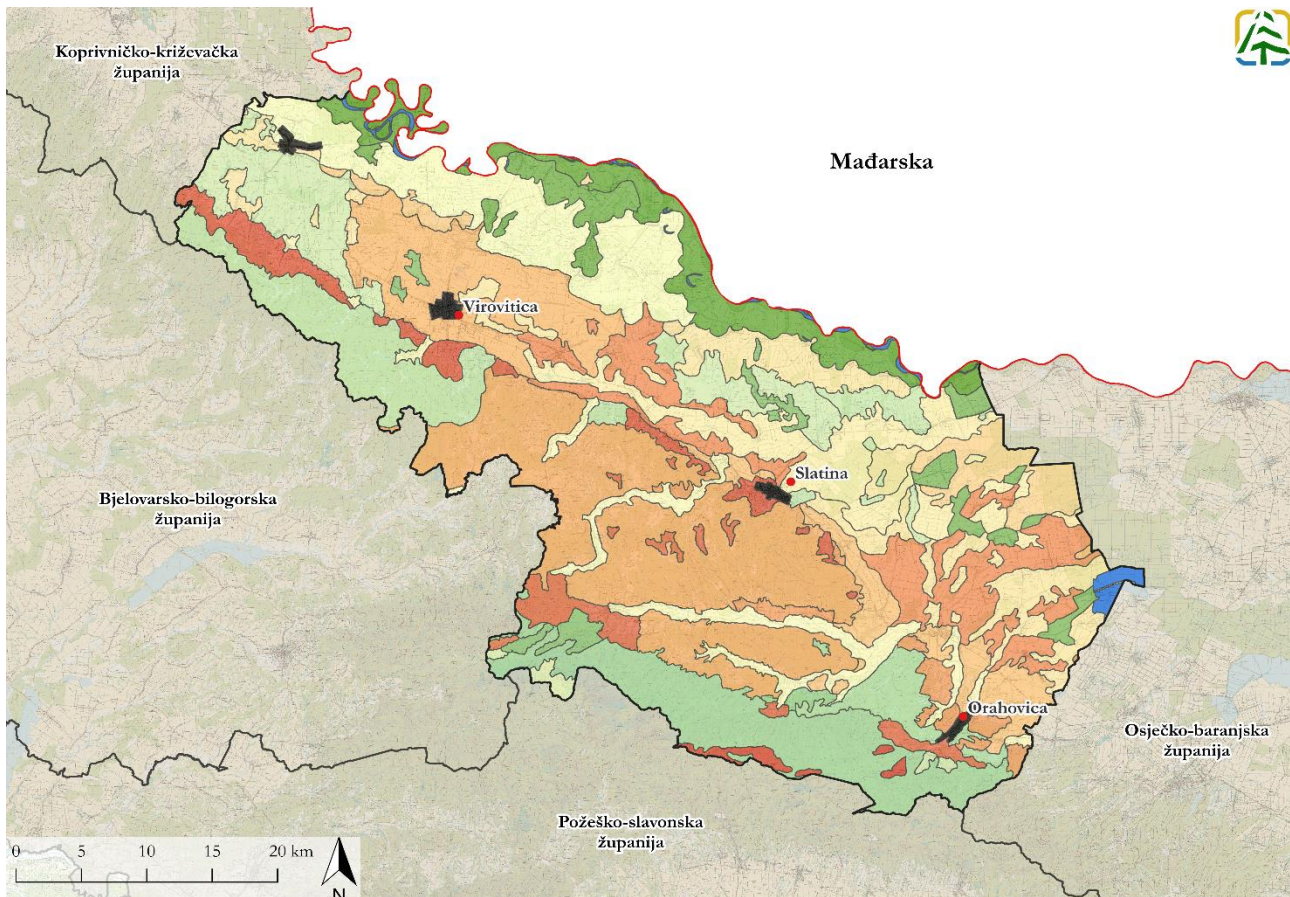 Koprivničko-križevačka
županija
Mađarska
Virovitica
Slatina
Bjelovarsko-bilogorska
županija
Orahovica
Osječko-baranjska
županija
Požeško-slavonska
županija
0 5 10 15 20 km
N